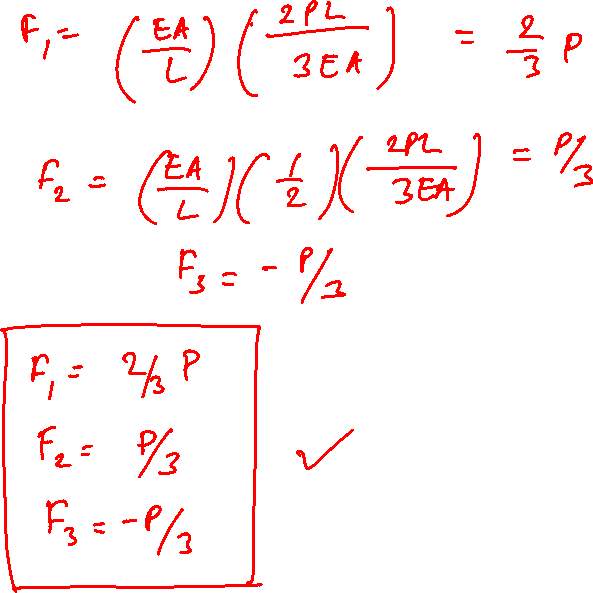 F₁ = (EA/L)(2PL/3EA) = 2/3 P
F₂ = (EA/L)(1/2)(2PL/3EA) = P/3
F₃ = - P/3
F₁ = 2/3 P
F₂ = P/3 ✓
F₃ = -P/3